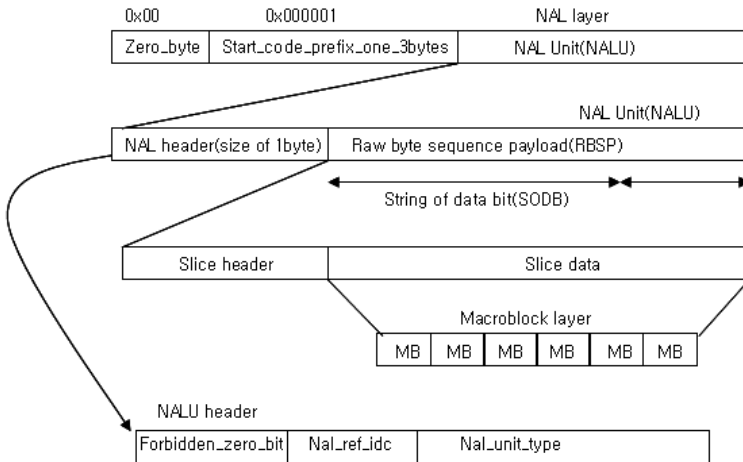 0x00 0x000001 NAL layer
Zero_byte Start_code_prefix_one_3bytes NAL Unit(NALU)
NAL Unit(NALU)
NAL header(size of 1byte) Raw byte sequence payload(RBSP)
String of data bit(SODB)
Slice header Slice data
Macroblock layer
MB MB MB MB MB MB
NALU header
Forbidden_zero_bit Nal_ref_idc Nal_unit_type